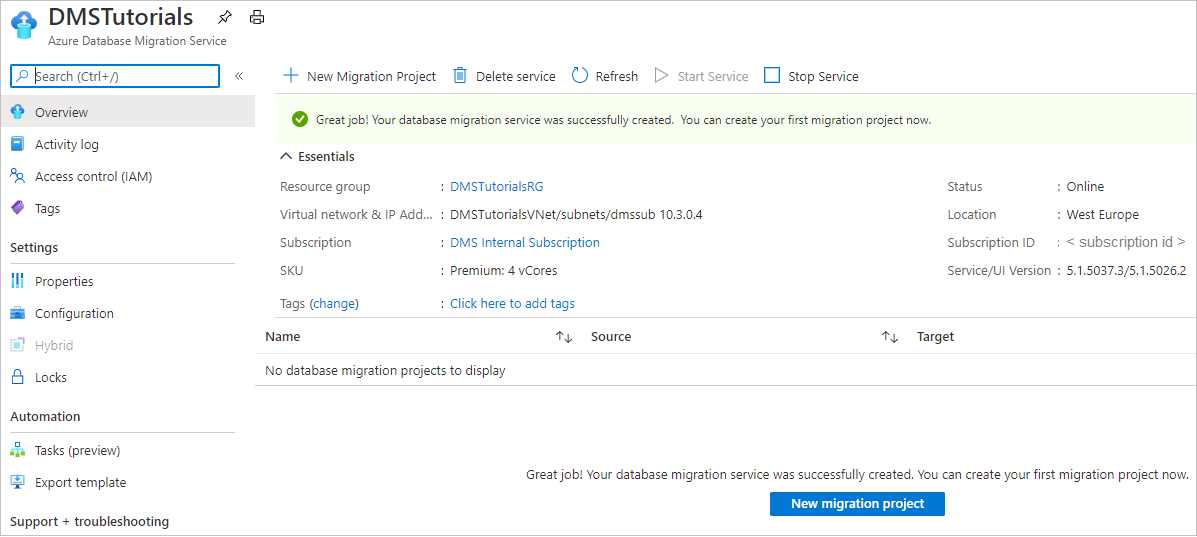 DMSTutorials
Azure Database Migration Service
Search (Ctrl+/)
«
Overview
Activity log
Access control (IAM)
Tags
Settings
Properties
Configuration
Hybrid
Locks
Automation
Tasks (preview)
Export template
Support + troubleshooting
New Migration Project Delete service Refresh Start Service Stop Service
Great job! Your database migration service was successfully created. You can create your first migration project now.
Essentials
Resource group : DMSTutorialsRG Status : Online
Virtual network & IP Add... : DMSTutorialsVNet/subnets/dmssub 10.3.0.4 Location : West Europe
Subscription : DMS Internal Subscription Subscription ID : < subscription id >
SKU : Premium: 4 vCores Service/UI Version : 5.1.5037.3/5.1.5026.2
Tags (change) : Click here to add tags
Name Source Target
No database migration projects to display
Great job! Your database migration service was successfully created. You can create your first migration project now.
New migration project